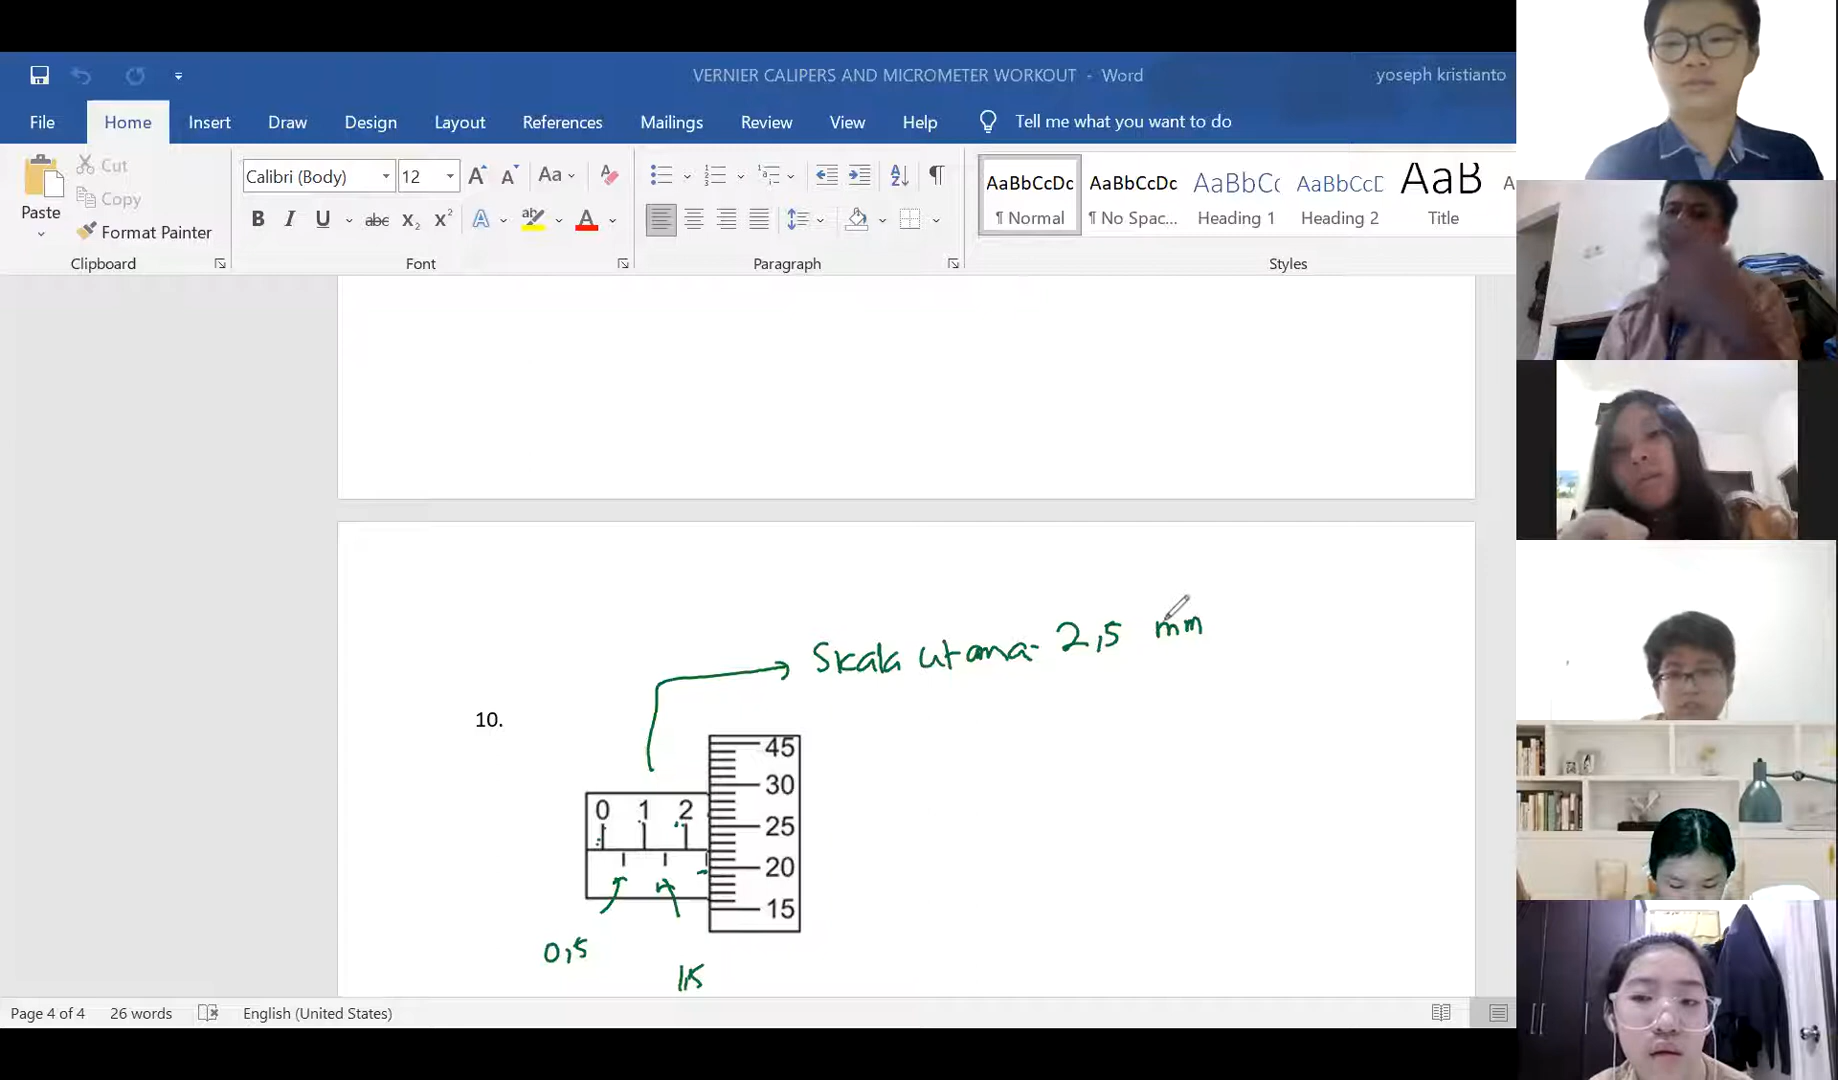 VERNIER CALIPERS AND MICROMETER WORKOUT - Word
yoseph kristianto
File Home Insert Draw Design Layout References Mailings Review View Help Tell me what you want to do
Cut
Copy
Paste
Format Painter
Clipboard
Calibri (Body) 12
Aa
B I U abc X₂ X² A A
Font
Paragraph
AaBbCcDc AaBbCcDc AaBbCc AaBbCcD AaB
¶ Normal ¶ No Spac... Heading 1 Heading 2 Title
Styles
Skala utama = 2,5 mm
10.
45
30
25
20
15
0 1 2
0,5
1,5
Page 4 of 4 26 words English (United States)